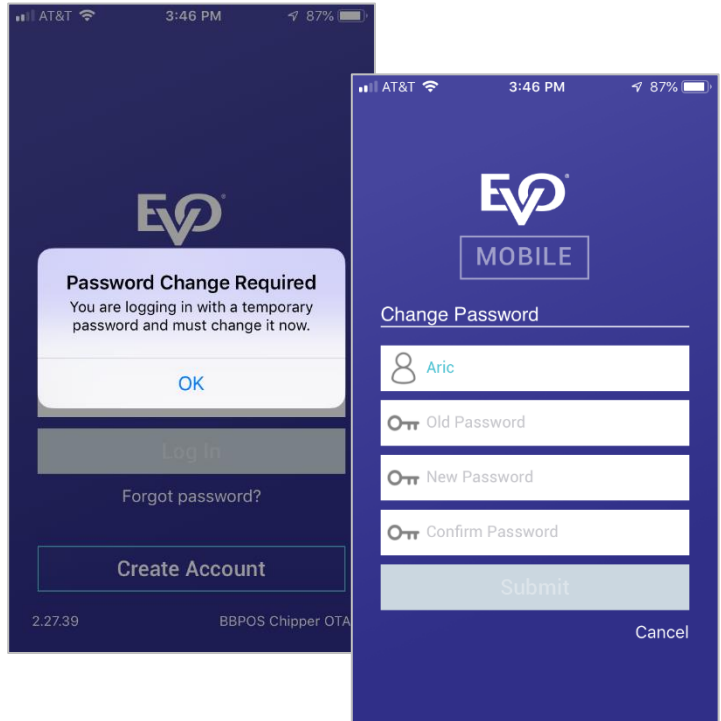 AT&T 3:46 PM 87%
EVO
Password Change Required
You are logging in with a temporary
password and must change it now.
OK
Log In
Forgot password?
Create Account
2.27.39 BBPOS Chipper OTA
AT&T 3:46 PM 87%
EVO
MOBILE
Change Password
Aric
Old Password
New Password
Confirm Password
Submit
Cancel